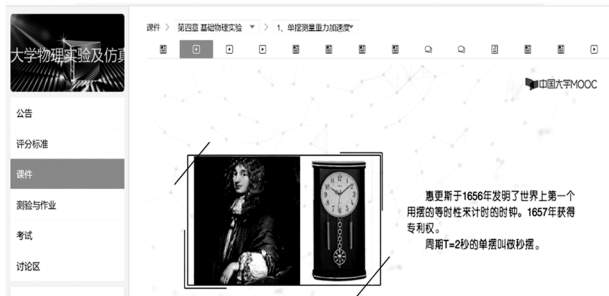 大学物理实验及仿真
公告
评分标准
课件
测验与作业
考试
讨论区
课件 > 第四章 基础物理实验 > 1、单摆测量重力加速度
中国大学MOOC
惠更斯于1656年发明了世界上第一个
用摆的等时性来计时的时钟。1657年获得
专利权。
周期T=2秒的单摆叫做秒摆。